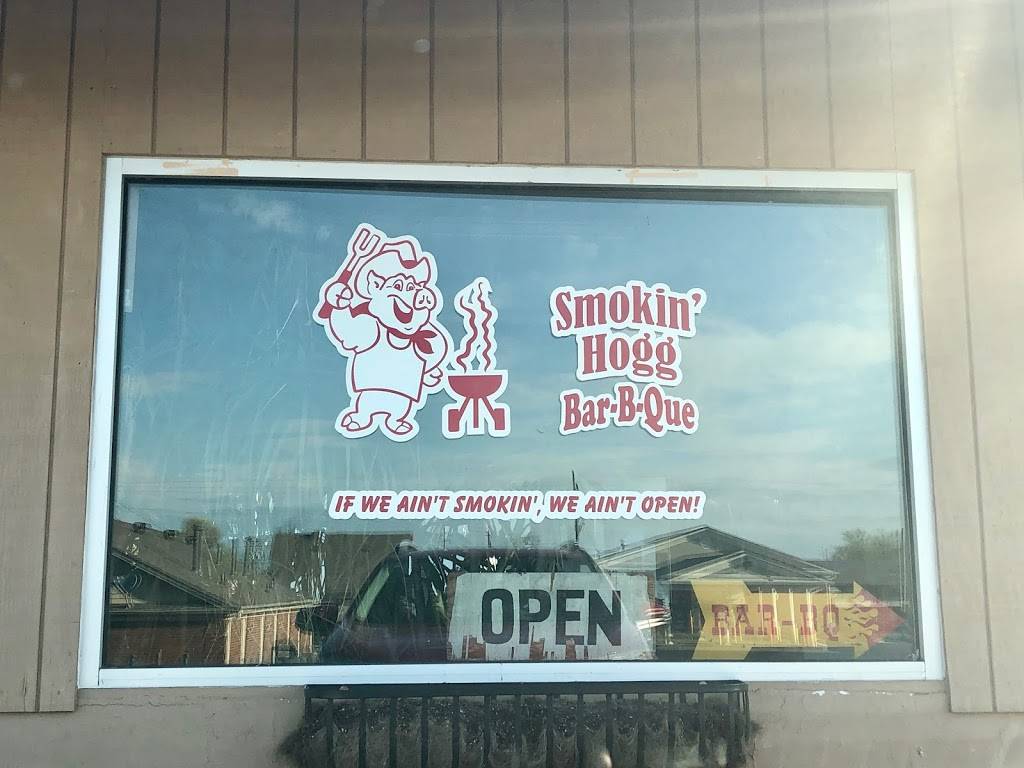 Smokin'
Hogg
Bar-B-Que
IF WE AIN'T SMOKIN', WE AIN'T OPEN!
OPEN
BAR-BQ